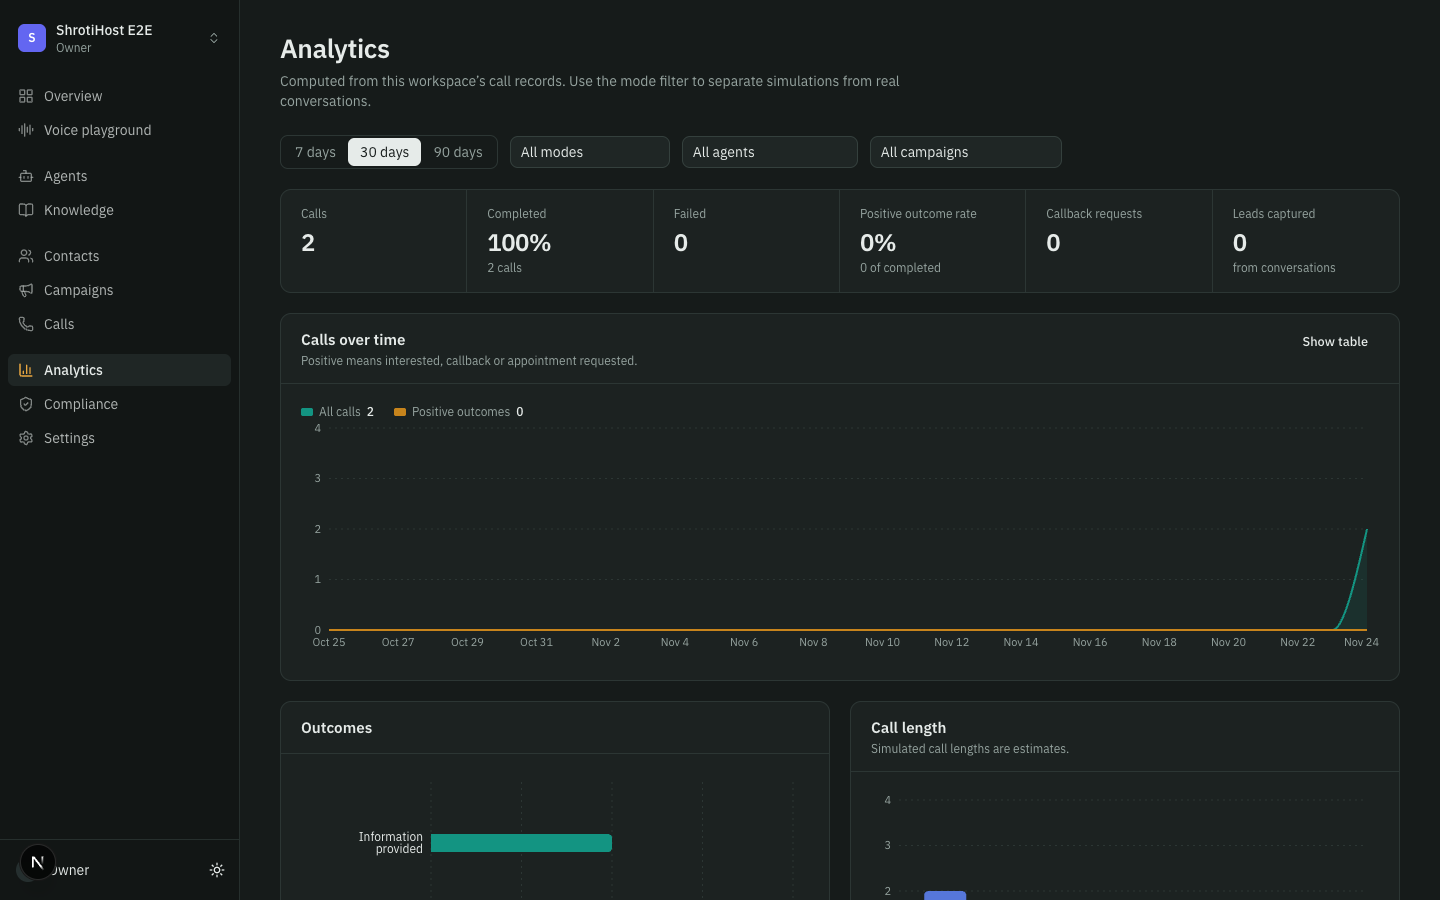 S
ShrotiHost E2E
Owner
Overview
Voice playground
Agents
Knowledge
Contacts
Campaigns
Calls
Analytics
Compliance
Settings
N
Owner
Analytics
Computed from this workspace's call records. Use the mode filter to separate simulations from real
conversations.
7 days 30 days 90 days All modes All agents All campaigns
Calls
2
Completed
100%
2 calls
Failed
0
Positive outcome rate
0%
0 of completed
Callback requests
0
Leads captured
0
from conversations
Calls over time
Positive means interested, callback or appointment requested.
Show table
All calls 2 Positive outcomes 0
4
3
2
1
0
Oct 25 Oct 27 Oct 29 Oct 31 Nov 2 Nov 4 Nov 6 Nov 8 Nov 10 Nov 12 Nov 14 Nov 16 Nov 18 Nov 20 Nov 22 Nov 24
Outcomes
Information
provided
Call length
Simulated call lengths are estimates.
4
3
2